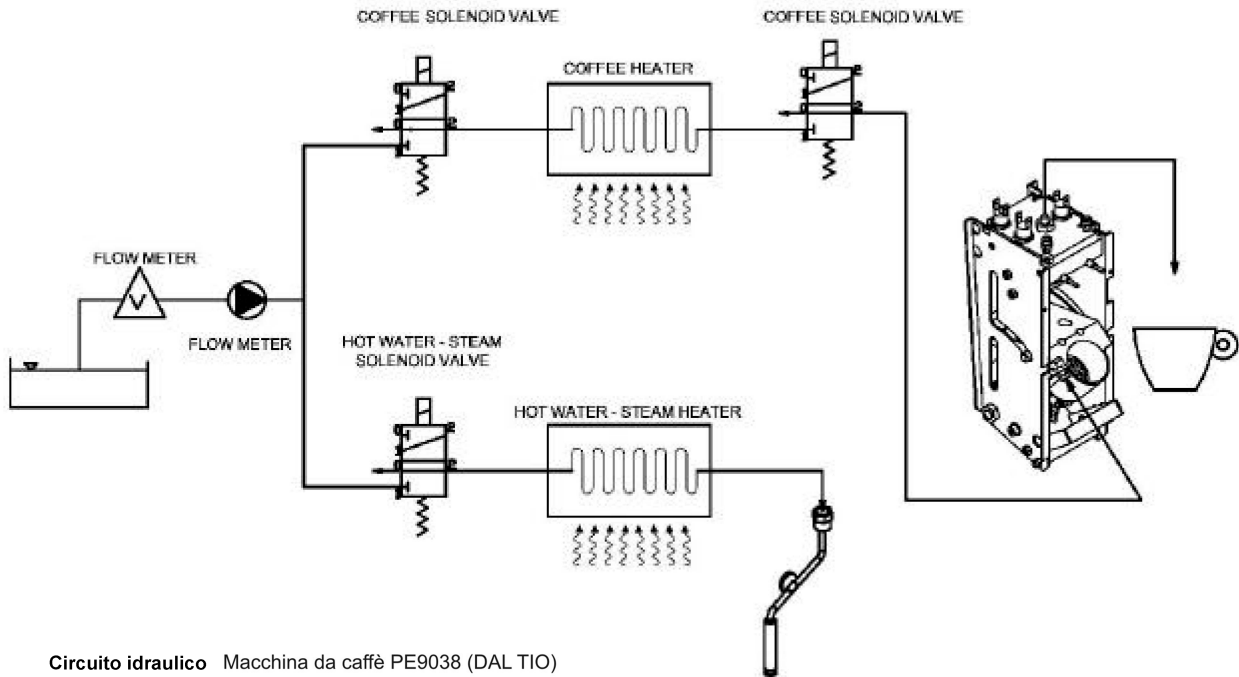 COFFEE SOLENOID VALVE
COFFEE SOLENOID VALVE
COFFEE HEATER
FLOW METER
FLOW METER
HOT WATER - STEAM
SOLENOID VALVE
HOT WATER - STEAM HEATER
Circuito idraulico Macchina da caffè PE9038 (DAL TIO)